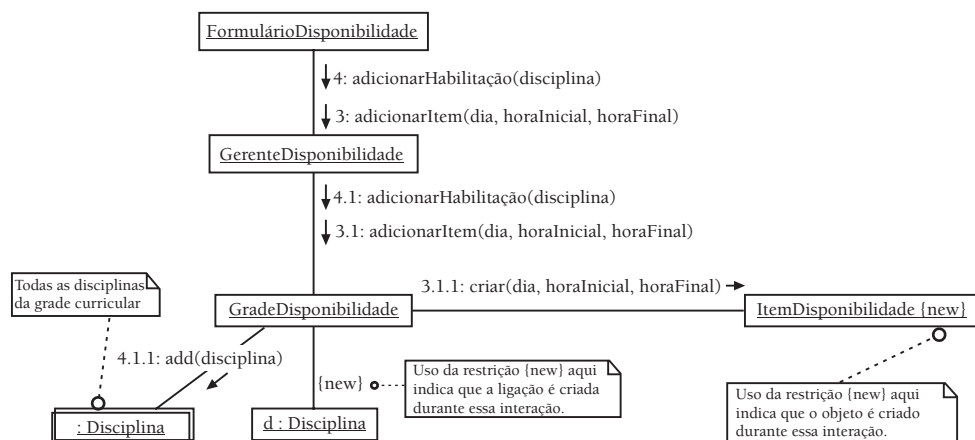 FormulárioDisponibilidade
4: adicionarHabilitação(disciplina)
3: adicionarItem(dia, horaInicial, horaFinal)
GerenteDisponibilidade
4.1: adicionarHabilitação(disciplina)
3.1: adicionarItem(dia, horaInicial, horaFinal)
Todas as disciplinas
da grade curricular
3.1.1: criar(dia, horaInicial, horaFinal)
GradeDisponibilidade
ItemDisponibilidade {new}
4.1.1: add(disciplina)
{new}
Uso da restrição {new} aqui
indica que a ligação é criada
durante essa interação.
Uso da restrição {new} aqui
indica que o objeto é criado
durante essa interação.
: Disciplina
d : Disciplina